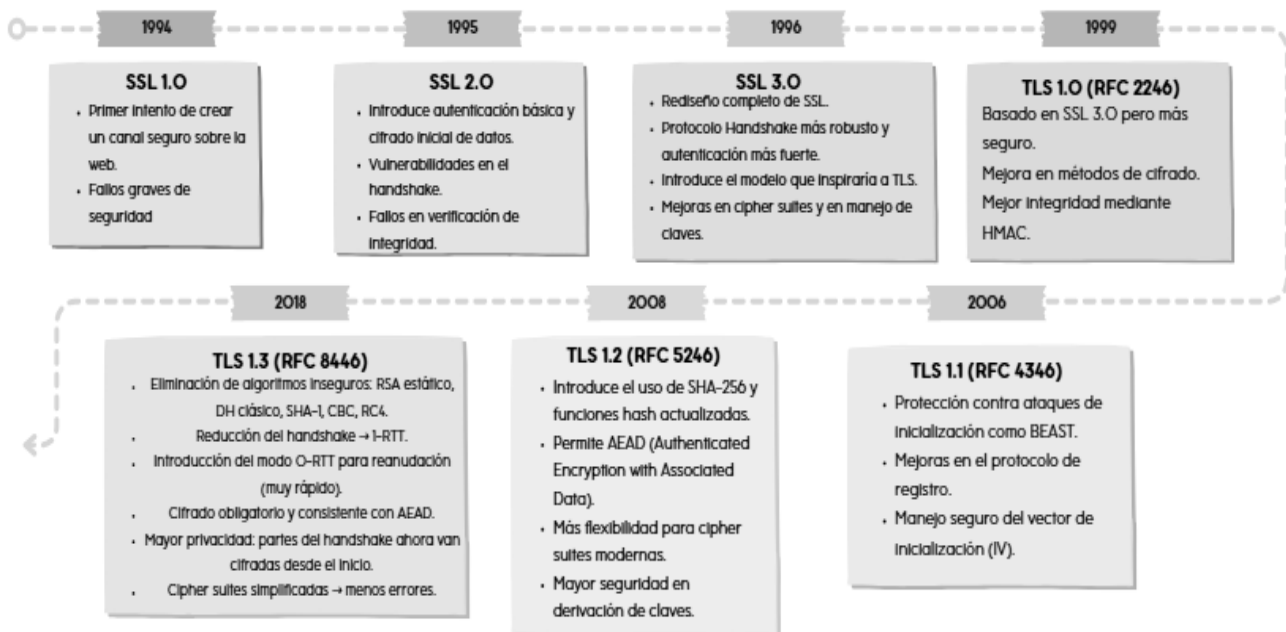 1994
1995
1996
1999
SSL 1.0
• Primer intento de crear
un canal seguro sobre la
web.
• Fallos graves de
seguridad
SSL 2.0
• Introduce autenticación básica y
cifrado inicial de datos.
• Vulnerabilidades en el
handshake.
• Fallos en verificación de
integridad.
SSL 3.0
• Rediseño completo de SSL.
• Protocolo Handshake más robusto y
autenticación más fuerte.
• Introduce el modelo que inspiraría a TLS.
• Mejoras en cipher suites y en manejo de
claves.
TLS 1.0 (RFC 2246)
Basado en SSL 3.0 pero más
seguro.
Mejora en métodos de cifrado.
Mejor integridad mediante
HMAC.
2018
2008
2006
TLS 1.3 (RFC 8446)
• Eliminación de algoritmos inseguros: RSA estático,
DH clásico, SHA-1, CBC, RC4.
• Reducción del handshake → 1-RTT.
• Introducción del modo 0-RTT para reanudación
(muy rápido).
• Cifrado obligatorio y consistente con AEAD.
• Mayor privacidad: partes del handshake ahora van
cifradas desde el inicio.
• Cipher suites simplificadas → menos errores.
TLS 1.2 (RFC 5246)
• Introduce el uso de SHA-256 y
funciones hash actualizadas.
• Permite AEAD (Authenticated
Encryption with Associated
Data).
• Más flexibilidad para cipher
suites modernas.
• Mayor seguridad en
derivación de claves.
TLS 1.1 (RFC 4346)
• Protección contra ataques de
inicialización como BEAST.
• Mejoras en el protocolo de
registro.
• Manejo seguro del vector de
inicialización (IV).